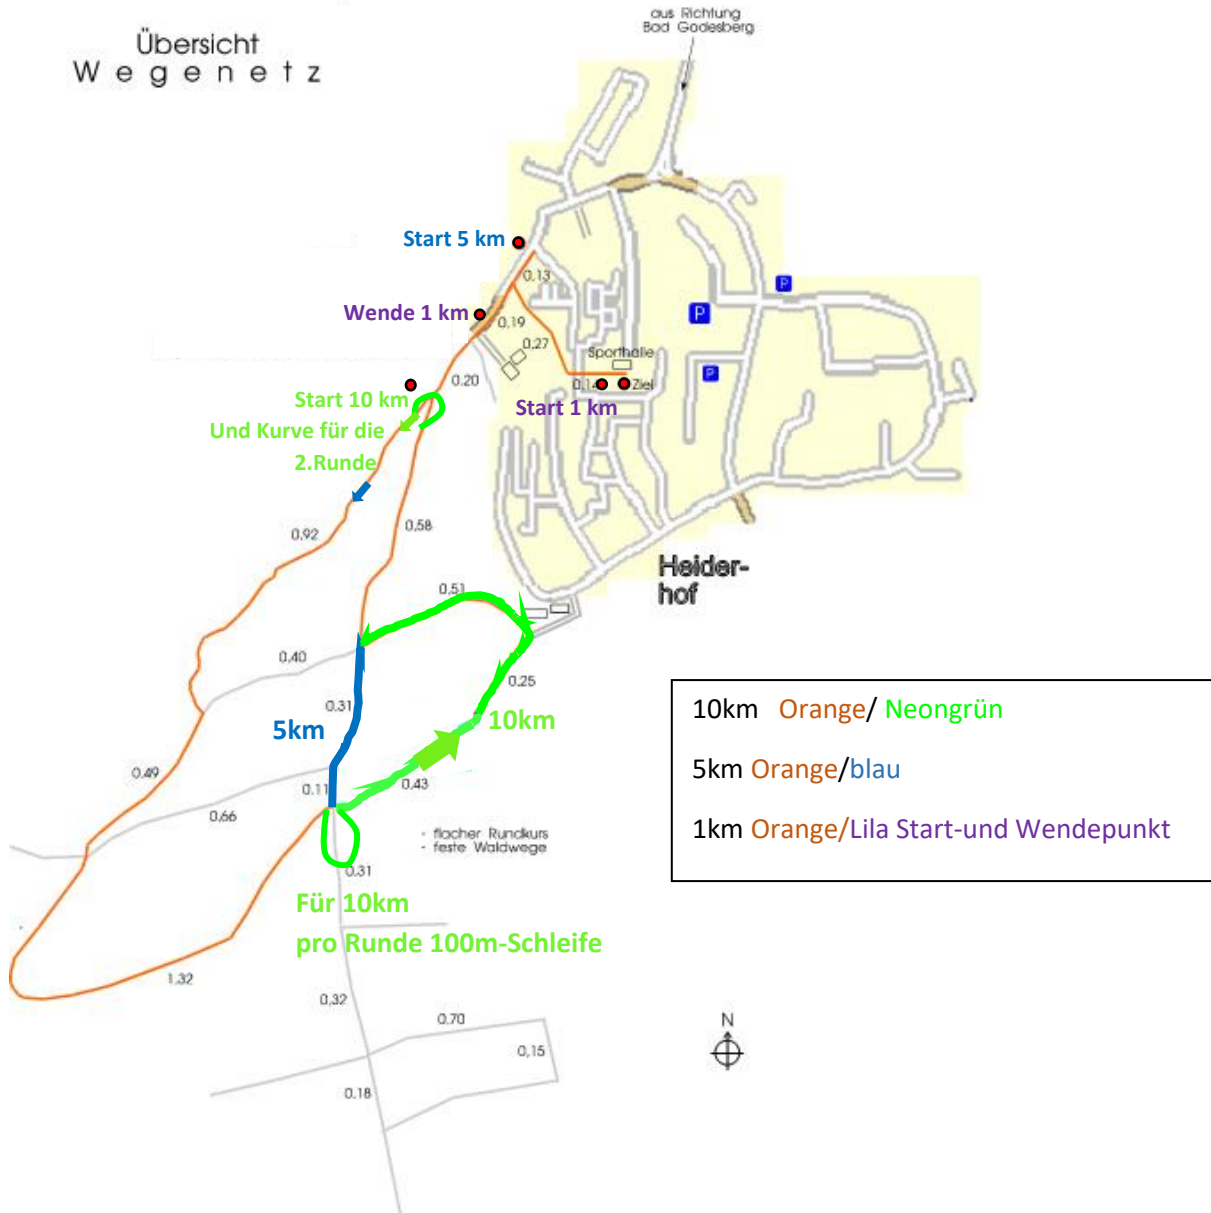 aus Richtung
Bad Godesberg
Übersicht
Wegenetz
Start 5 km
0,13
Wende 1 km
0,19
0,27
Sporthalle
0,20
0,14
Ziel
Start 10 km
Start 1 km
Und Kurve für die
2.Runde
P
P
P
0,92
0,58
Heider-
hof
0,51
0,40
0,25
0,31
5km
10km
0,49
0,11
0,43
0,66
- flacher Rundkurs
- feste Waldwege
0,31
Für 10km
pro Runde 100m-Schleife
1,32
0,32
0,70
0,15
0,18
N
10km Orange/ Neongrün
5km Orange/blau
1km Orange/Lila Start-und Wendepunkt